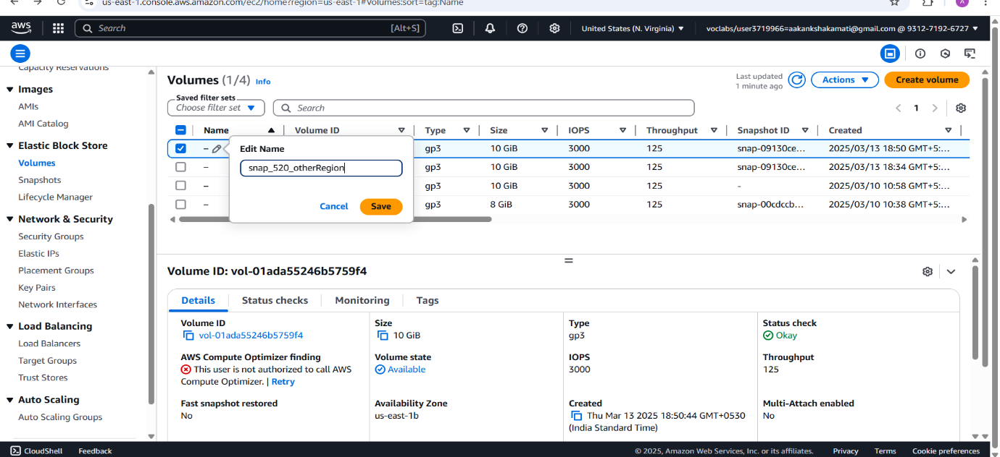 us-east-1.console.aws.amazon.com/ec2/home?region=us-east-1#Volumes:sort=tag:Name
aws
Search [Alt+S]
United States (N. Virginia)
voclabs/user3719966=aakankshakamati@gmail.com @ 9312-7192-6727
Capacity Reservations
Images
AMIs
AMI Catalog
Elastic Block Store
Volumes
Snapshots
Lifecycle Manager
Network & Security
Security Groups
Elastic IPs
Placement Groups
Key Pairs
Network Interfaces
Load Balancing
Load Balancers
Target Groups
Trust Stores
Auto Scaling
Auto Scaling Groups
Volumes (1/4) Info
Last updated
1 minute ago
Actions
Create volume
Saved filter sets
Choose filter set
Search
1
Name Volume ID Type Size IOPS Throughput Snapshot ID Created
– gp3 10 GiB 3000 125 snap-09130ce... 2025/03/13 18:50 GMT+5:...
– gp3 10 GiB 3000 125 snap-09130ce... 2025/03/13 18:34 GMT+5:...
– gp3 10 GiB 3000 125 - 2025/03/10 10:58 GMT+5:...
– gp3 8 GiB 3000 125 snap-00cdccb... 2025/03/10 10:38 GMT+5:...
Edit Name
snap_520_otherRegion
Cancel Save
Volume ID: vol-01ada55246b5759f4
Details Status checks Monitoring Tags
Volume ID
vol-01ada55246b5759f4
Size
10 GiB
Type
gp3
Status check
Okay
AWS Compute Optimizer finding
This user is not authorized to call AWS
Compute Optimizer. | Retry
Volume state
Available
IOPS
3000
Throughput
125
Fast snapshot restored
No
Availability Zone
us-east-1b
Created
Thu Mar 13 2025 18:50:44 GMT+0530
(India Standard Time)
Multi-Attach enabled
No
CloudShell Feedback
© 2025, Amazon Web Services, Inc. or its affiliates. Privacy Terms Cookie preferences